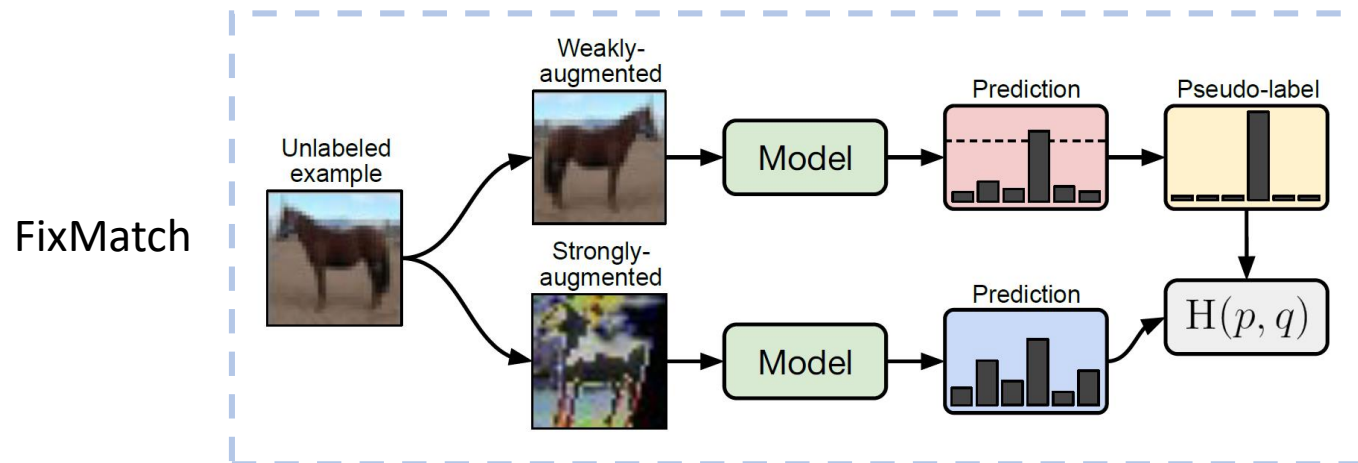 FixMatch
Unlabeled
example
Weakly-
augmented
Model
Prediction
Pseudo-label
Strongly-
augmented
Model
Prediction
H(p, q)